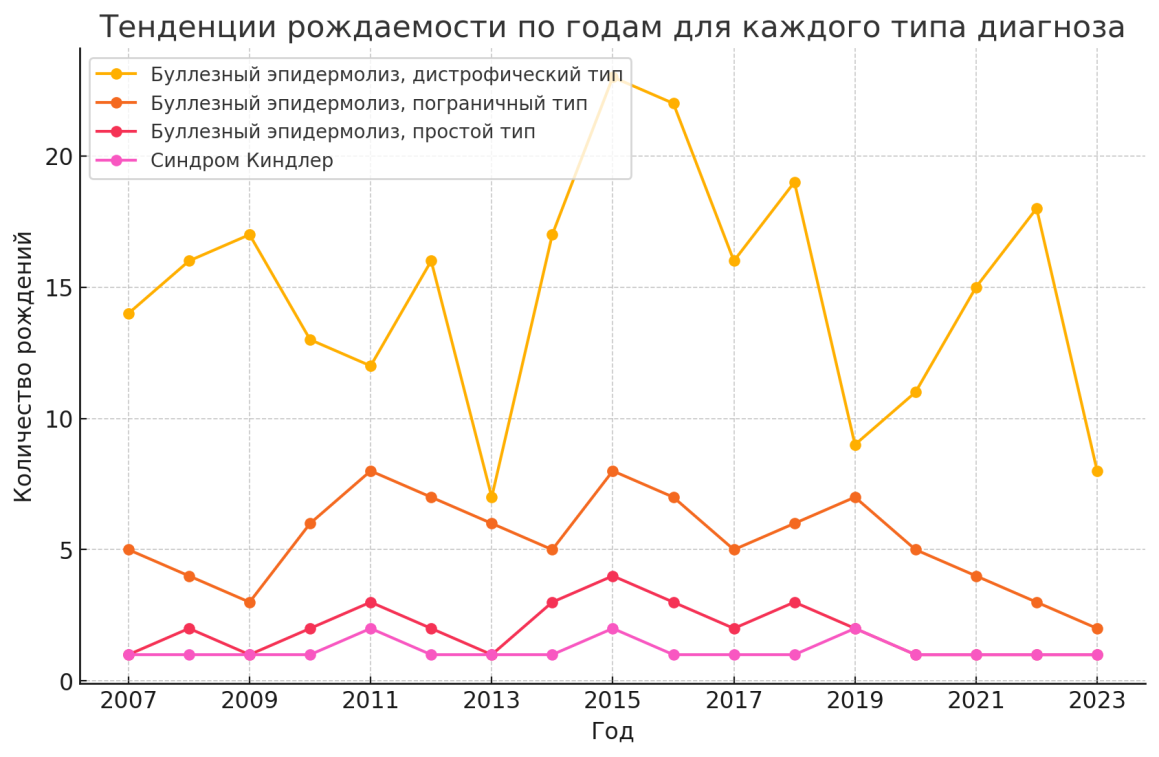 Тенденции рождаемости по годам для каждого типа диагноза
Буллезный эпидермолиз, дистрофический тип
Буллезный эпидермолиз, пограничный тип
Буллезный эпидермолиз, простой тип
Синдром Киндлер
Количество рождений
20
15
10
5
0
2007 2009 2011 2013 2015 2017 2019 2021 2023
Год